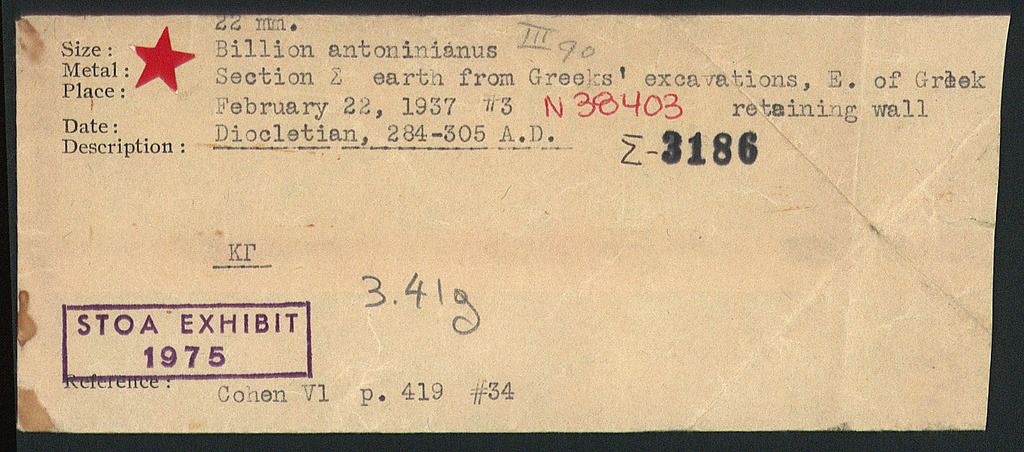 22 mm.
Size: Billion antoninianus III 90
Metal: Section Σ earth from Greeks' excavations, E. of Greek
Place: February 22, 1937 #3 N 38403 retaining wall
Date: Diocletian, 284-305 A.D.
Description: Σ-3186
ΚΓ
3.41g
STOA EXHIBIT
1975
Reference:
Cohen Vl p. 419 #34